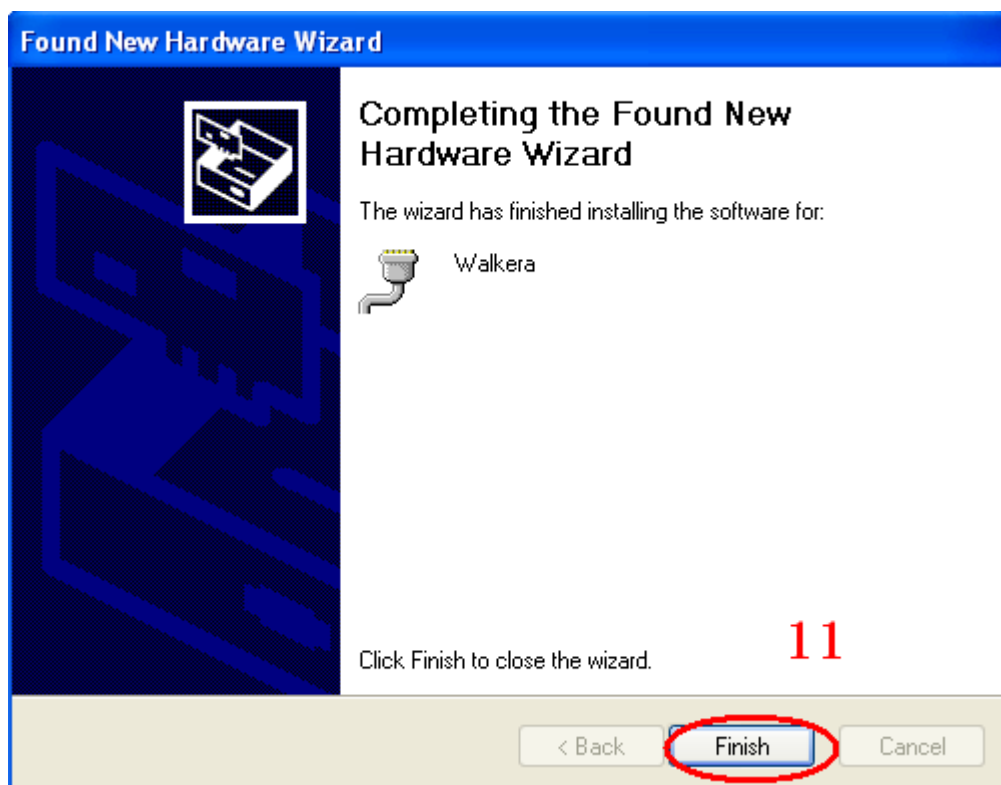 Found New Hardware Wizard
Completing the Found New
Hardware Wizard
The wizard has finished installing the software for:
Walkera
11
Click Finish to close the wizard.
< Back Finish Cancel